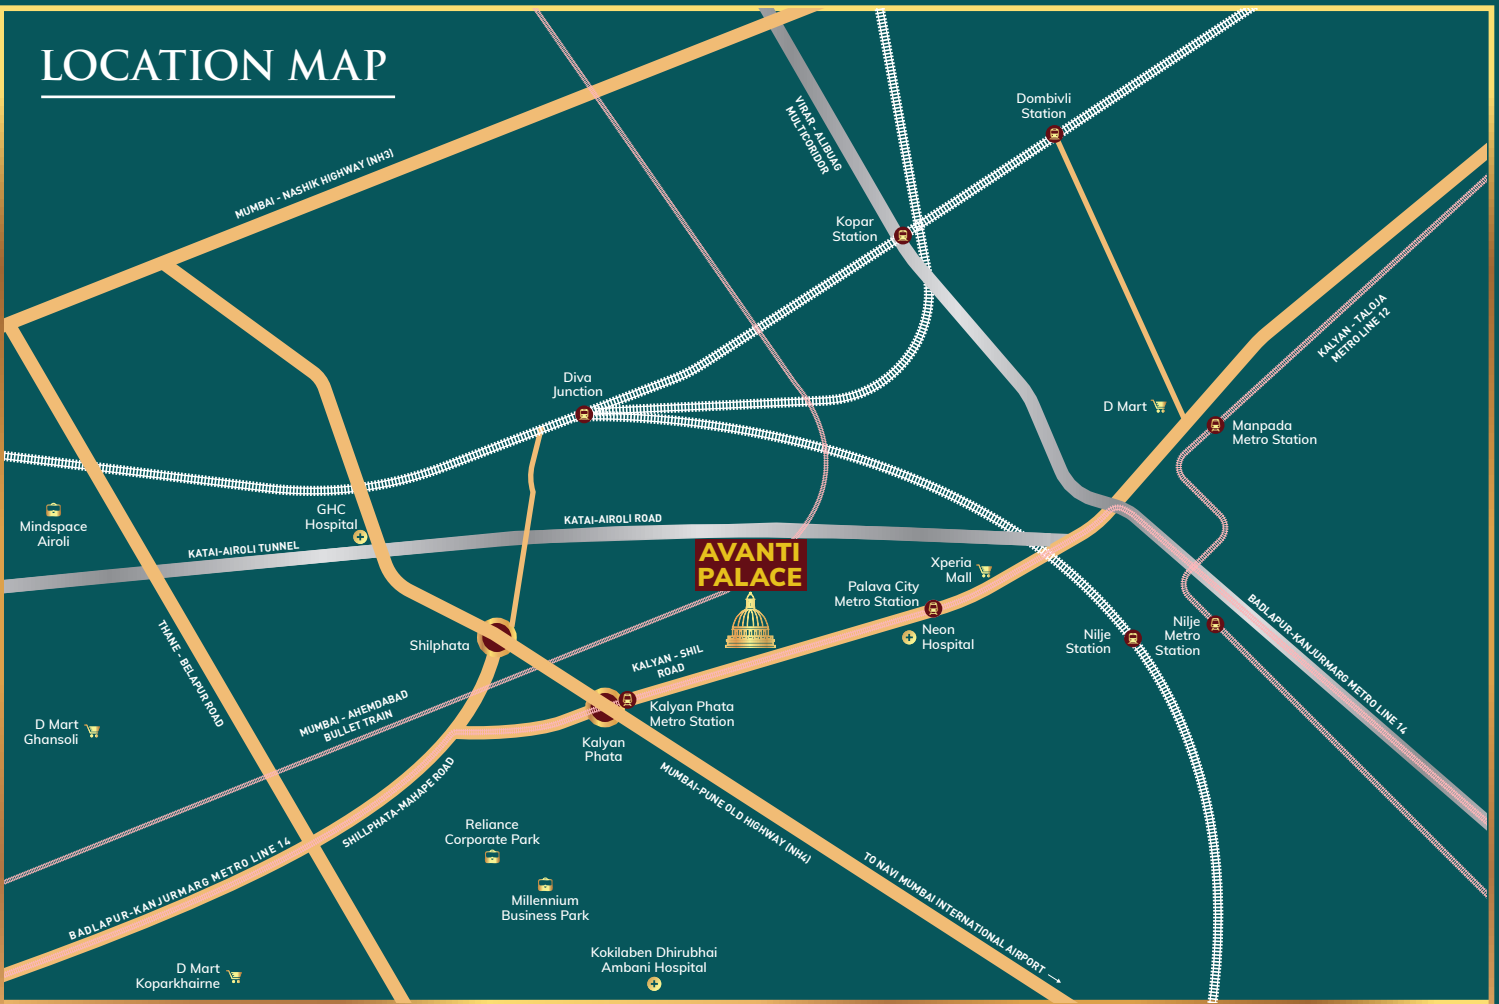 LOCATION MAP
MUMBAI - NASHIK HIGHWAY (NH3)
VIRAR - ALIBUAG
MULTICORIDOR
Dombivli
Station
Kopar
Station
KALYAN - TALOJA
METRO LINE 12
Diva
Junction
D Mart
Manpada
Metro Station
GHC
Hospital
Mindspace
Airoli
KATAI-AIROLI TUNNEL
KATAI-AIROLI ROAD
AVANTI
PALACE
Xperia
Mall
Palava City
Metro Station
Neon
Hospital
Nilje
Station
Nilje
Metro
Station
BADLAPUR-KANJURMARG METRO LINE 14
THANE - BELAPUR ROAD
Shilphata
KALYAN - SHIL
ROAD
MUMBAI - AHEMDABAD
BULLET TRAIN
Kalyan Phata
Metro Station
Kalyan
Phata
D Mart
Ghansoli
SHILLPHATA-MAHAPE ROAD
MUMBAI-PUNE OLD HIGHWAY (NH4)
BADLAPUR-KANJURMARG METRO LINE 14
Reliance
Corporate Park
Millennium
Business Park
TO NAVI MUMBAI INTERNATIONAL AIRPORT →
D Mart
Koparkhairne
Kokilaben Dhirubhai
Ambani Hospital